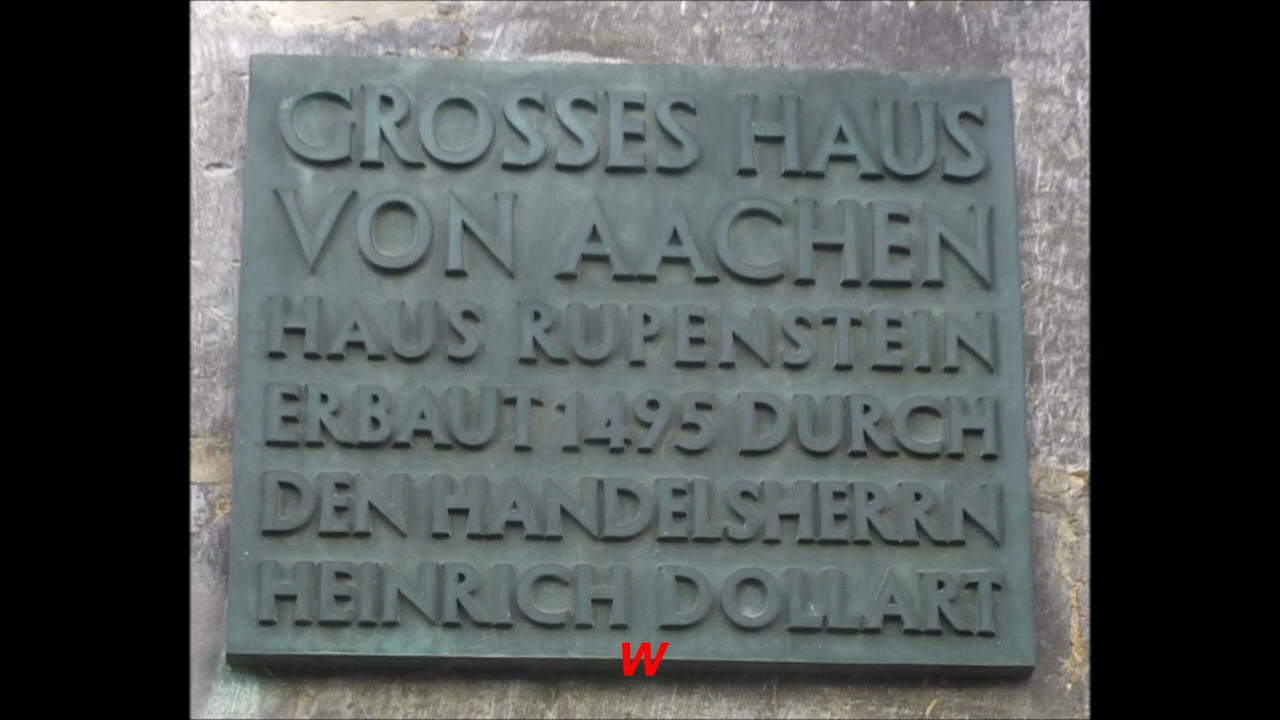 GROSSES HAUS
VON AACHEN
HAUS RUPENSTEIN
ERBAUT 1495 DURCH
DEN HANDELSHERRN
HEINRICH DOLLART
W